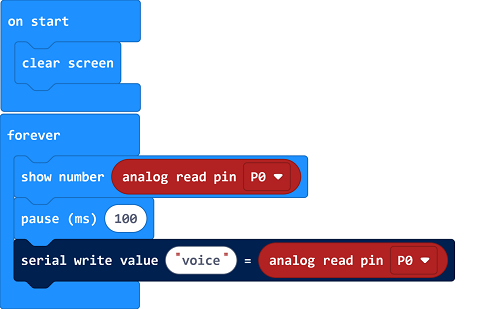 on start
clear screen
forever
show number analog read pin P0
pause (ms) 100
serial write value "voice" = analog read pin P0